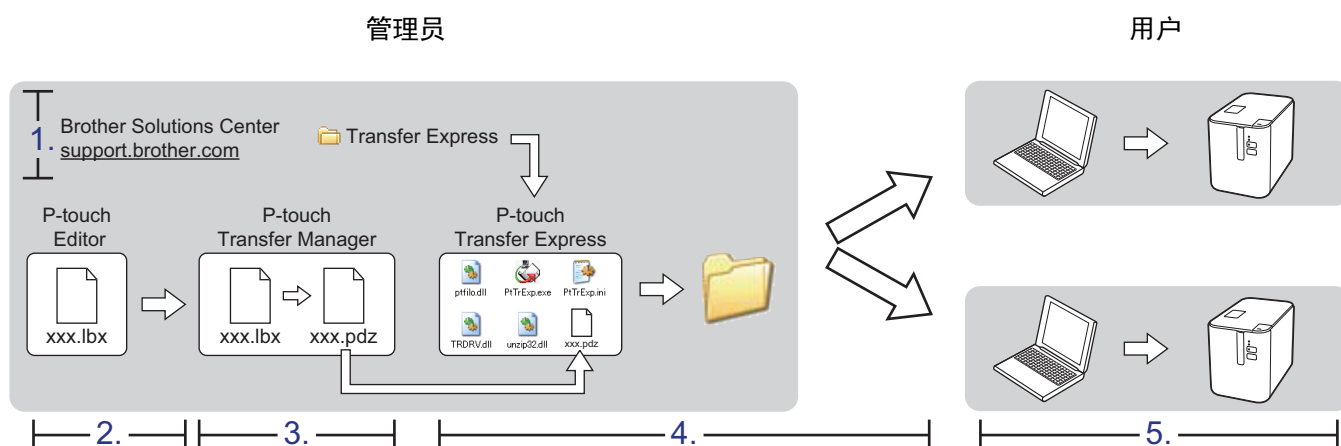 管理员
用户
1.
Brother Solutions Center
support.brother.com
Transfer Express
P-touch
Editor
xxx.lbx
P-touch
Transfer Manager
xxx.lbx
xxx.pdz
P-touch
Transfer Express
ptfilo.dll
PtTrExp.exe
PtTrExp.ini
TRDRV.dll
unzip32.dll
xxx.pdz
2.
3.
4.
5.